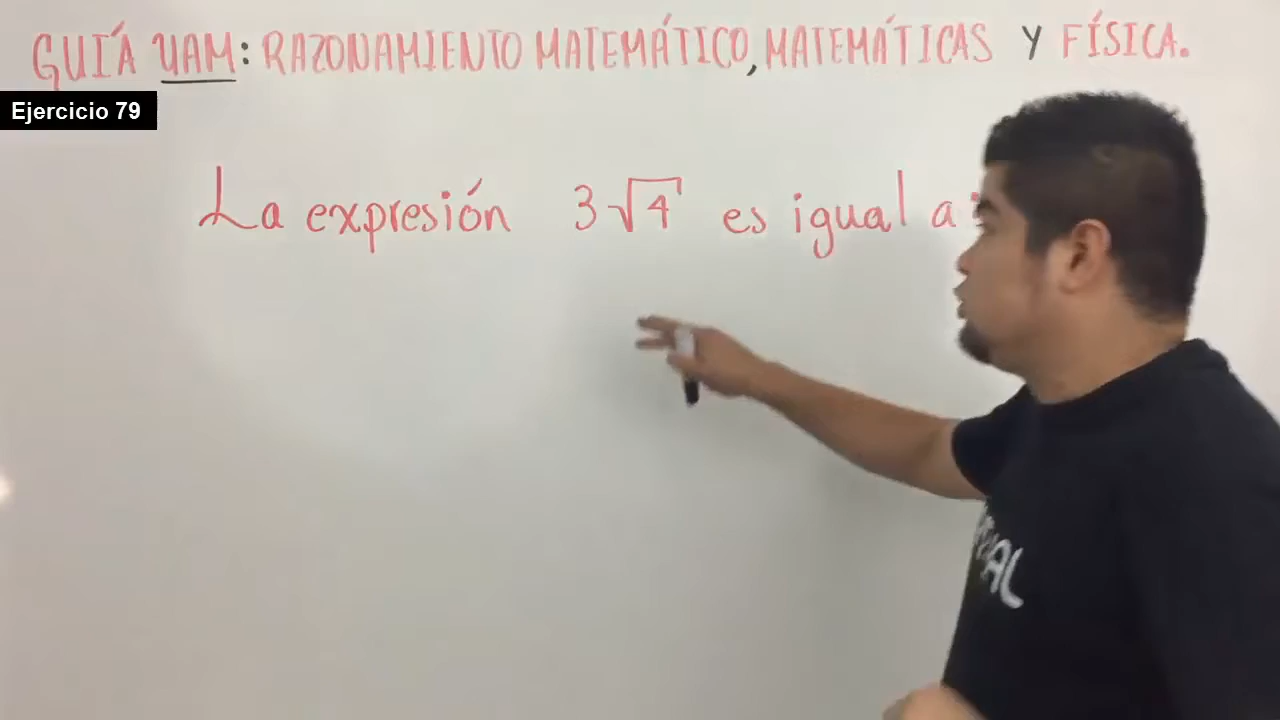 GUÍA UAM: RAZONAMIENTO MATEMÁTICO, MATEMÁTICAS Y FÍSICA.
Ejercicio 79
La expresión 3√4 es igual a: